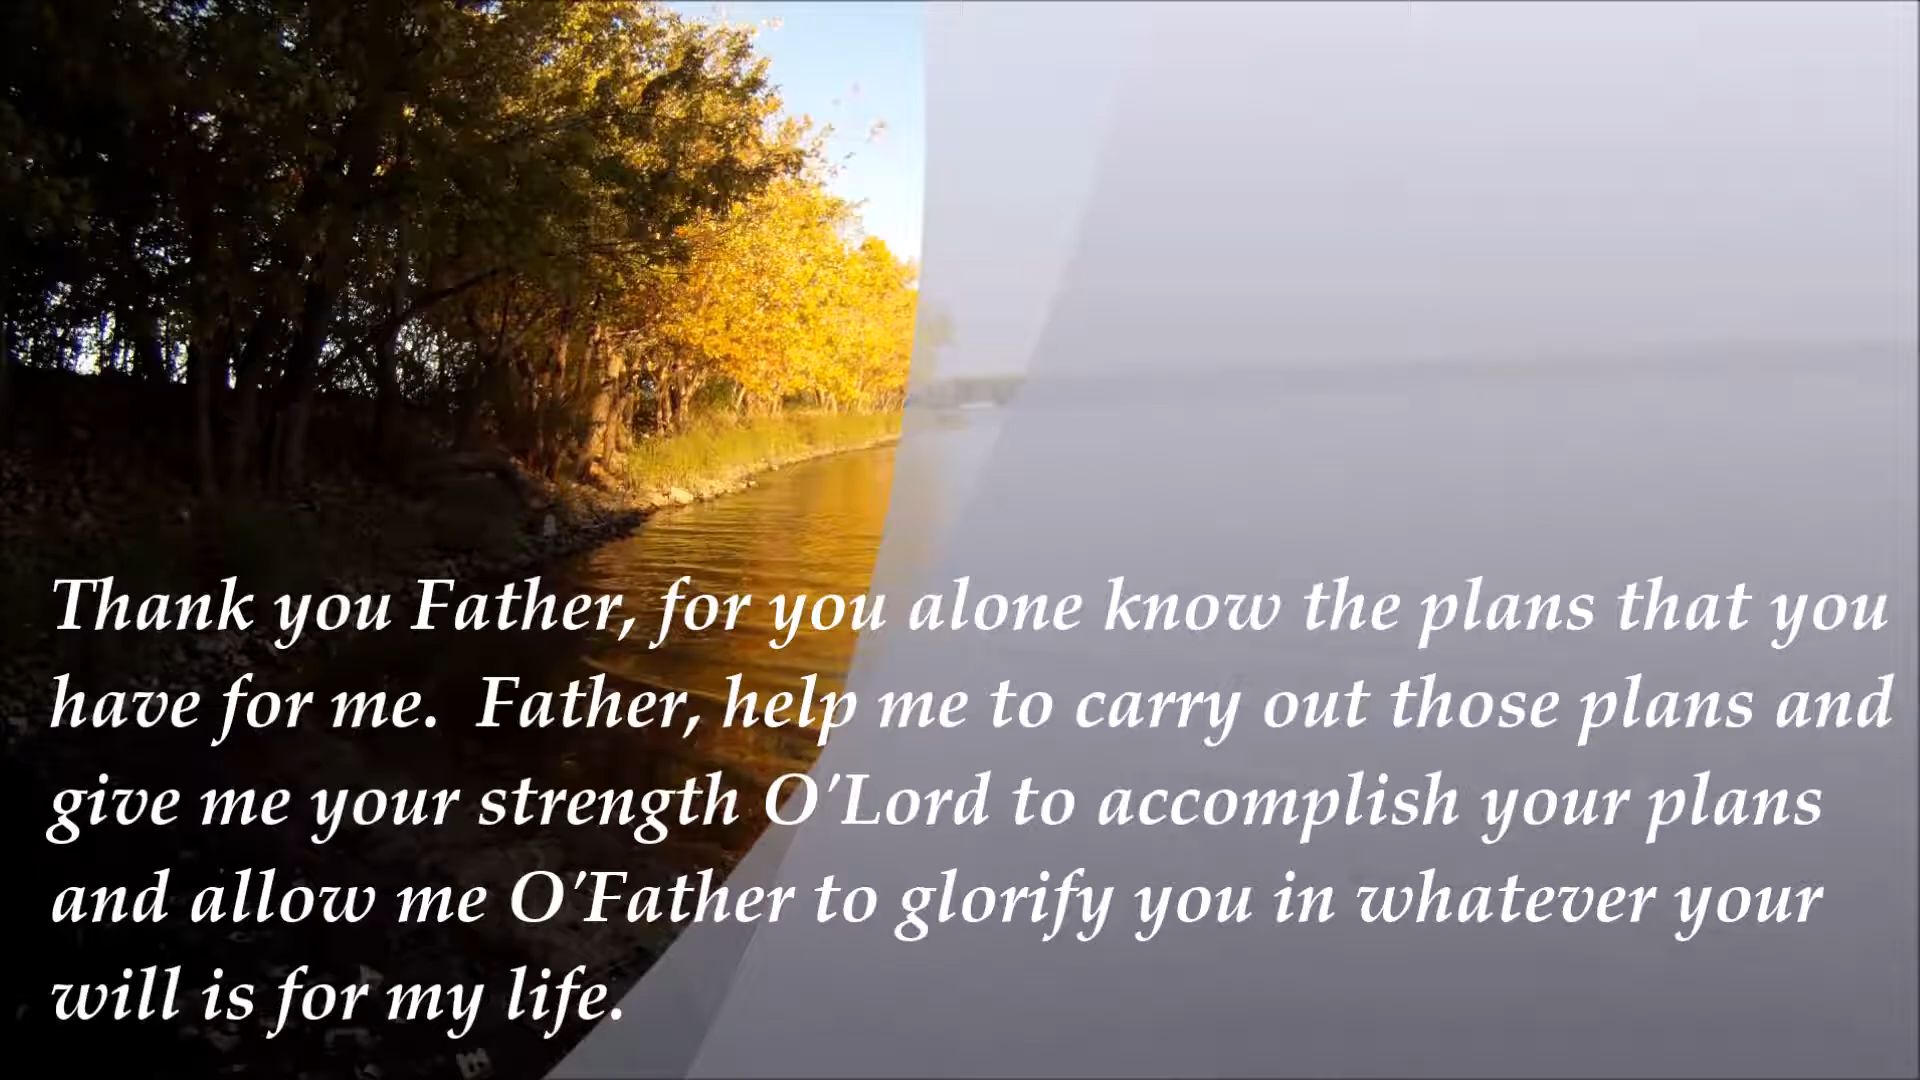 Thank you Father, for you alone know the plans that you
have for me.  Father, help me to carry out those plans and
give me your strength O'Lord to accomplish your plans
and allow me O'Father to glorify you in whatever your
will is for my life.